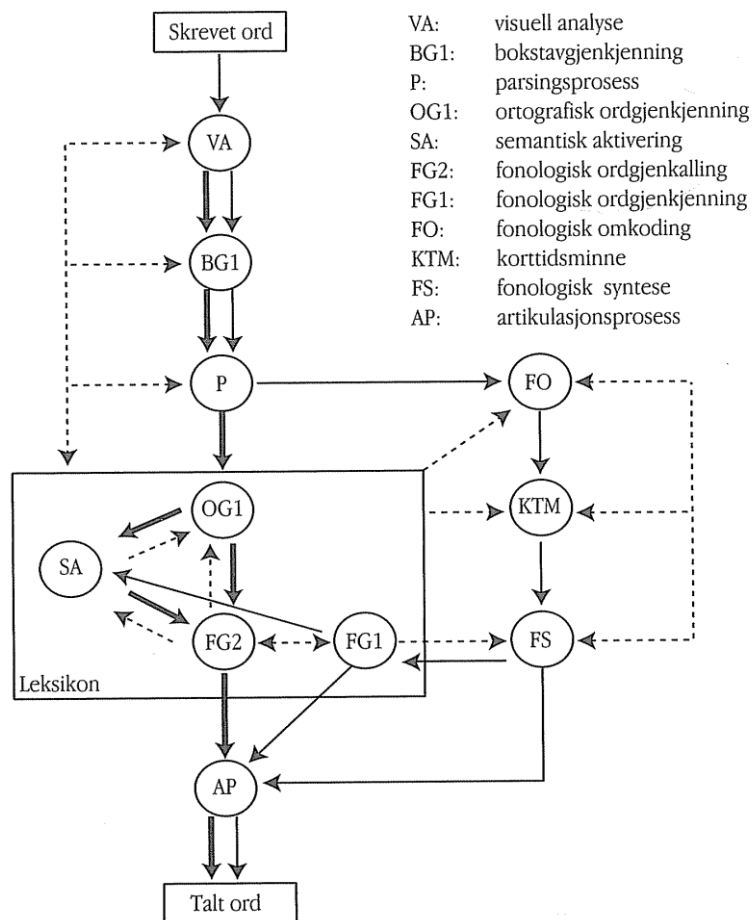 Skrevet ord
VA: visuell analyse
BG1: bokstavgjenkjenning
P: parsingsprosess
OG1: ortografisk ordgjenkjenning
SA: semantisk aktivering
FG2: fonologisk ordgjenkalling
FG1: fonologisk ordgjenkjenning
FO: fonologisk omkoding
KTM: korttidsminne
FS: fonologisk syntese
AP: artikulasjonsprosess
VA
BG1
P
FO
OG1
KTM
SA
FG2
FG1
FS
Leksikon
AP
Talt ord